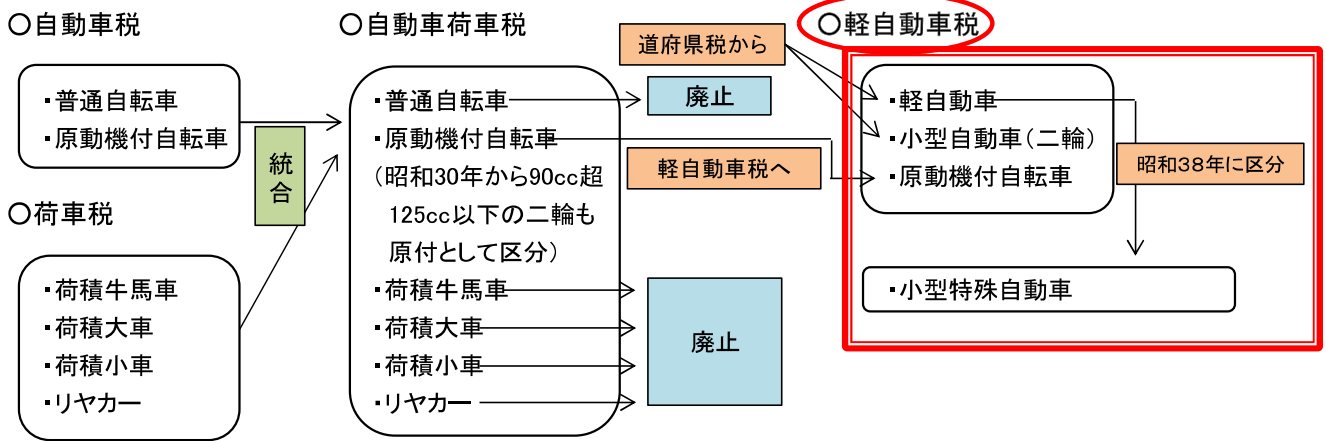 ○自動車税
・普通自転車
・原動機付自転車
○荷車税
・荷積牛馬車
・荷積大車
・荷積小車
・リヤカー
統
合
○自動車荷車税
・普通自転車
・原動機付自転車
（昭和30年から90cc超
125cc以下の二輪も
原付として区分）
・荷積牛馬車
・荷積大車
・荷積小車
・リヤカー
道府県税から
廃止
軽自動車税へ
廃止
○軽自動車税
・軽自動車
・小型自動車（二輪）
・原動機付自転車
昭和38年に区分
・小型特殊自動車